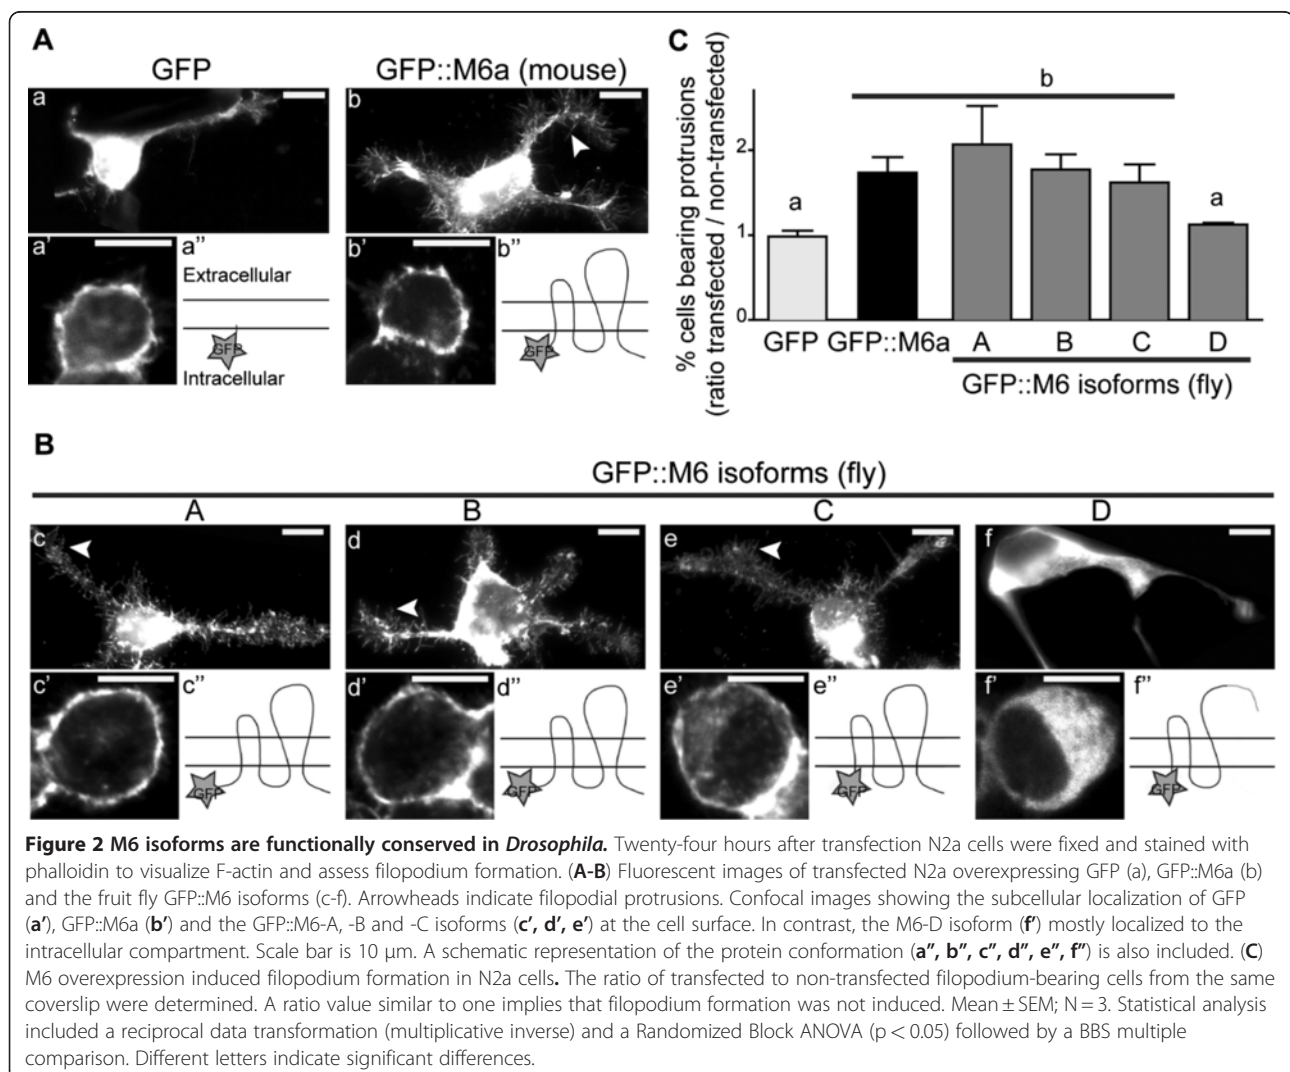 A
GFP
GFP::M6a (mouse)
a
b
a'
a''
Extracellular
GFP
Intracellular
b'
b''
GFP
C
% cells bearing protrusions
(ratio transfected / non-transfected)
2
1
0
a
b
a
GFP
GFP::M6a
A
B
C
D
GFP::M6 isoforms (fly)
B
GFP::M6 isoforms (fly)
A
B
C
D
c
d
e
f
c'
c''
GFP
d'
d''
GFP
e'
e''
GFP
f'
f''
GFP
Figure 2 M6 isoforms are functionally conserved in Drosophila. Twenty-four hours after transfection N2a cells were fixed and stained with
phalloidin to visualize F-actin and assess filopodium formation. (A-B) Fluorescent images of transfected N2a overexpressing GFP (a), GFP::M6a (b)
and the fruit fly GFP::M6 isoforms (c-f). Arrowheads indicate filopodial protrusions. Confocal images showing the subcellular localization of GFP
(a′), GFP::M6a (b′) and the GFP::M6-A, -B and -C isoforms (c′, d′, e′) at the cell surface. In contrast, the M6-D isoform (f′) mostly localized to the
intracellular compartment. Scale bar is 10 μm. A schematic representation of the protein conformation (a″, b″, c″, d″, e″, f″) is also included. (C)
M6 overexpression induced filopodium formation in N2a cells. The ratio of transfected to non-transfected filopodium-bearing cells from the same
coverslip were determined. A ratio value similar to one implies that filopodium formation was not induced. Mean ± SEM; N = 3. Statistical analysis
included a reciprocal data transformation (multiplicative inverse) and a Randomized Block ANOVA (p < 0.05) followed by a BBS multiple
comparison. Different letters indicate significant differences.